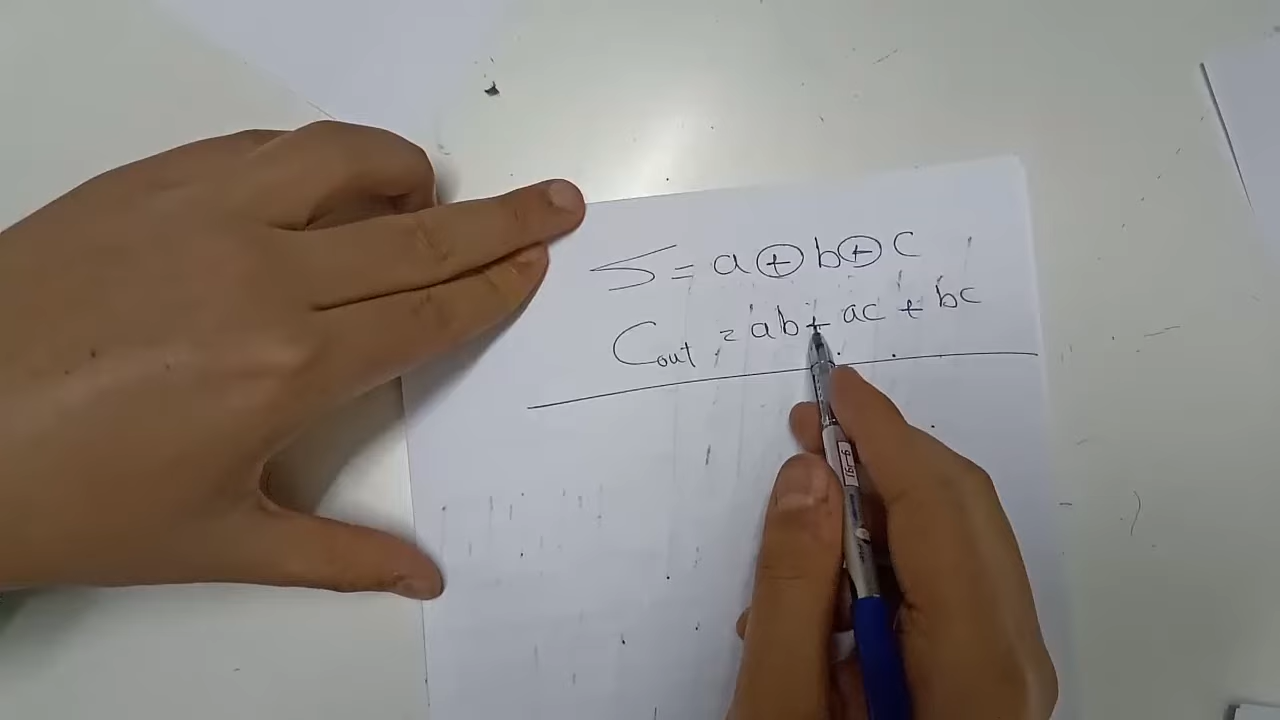 S = a ⊕ b ⊕ c
Cout = ab + ac + bc